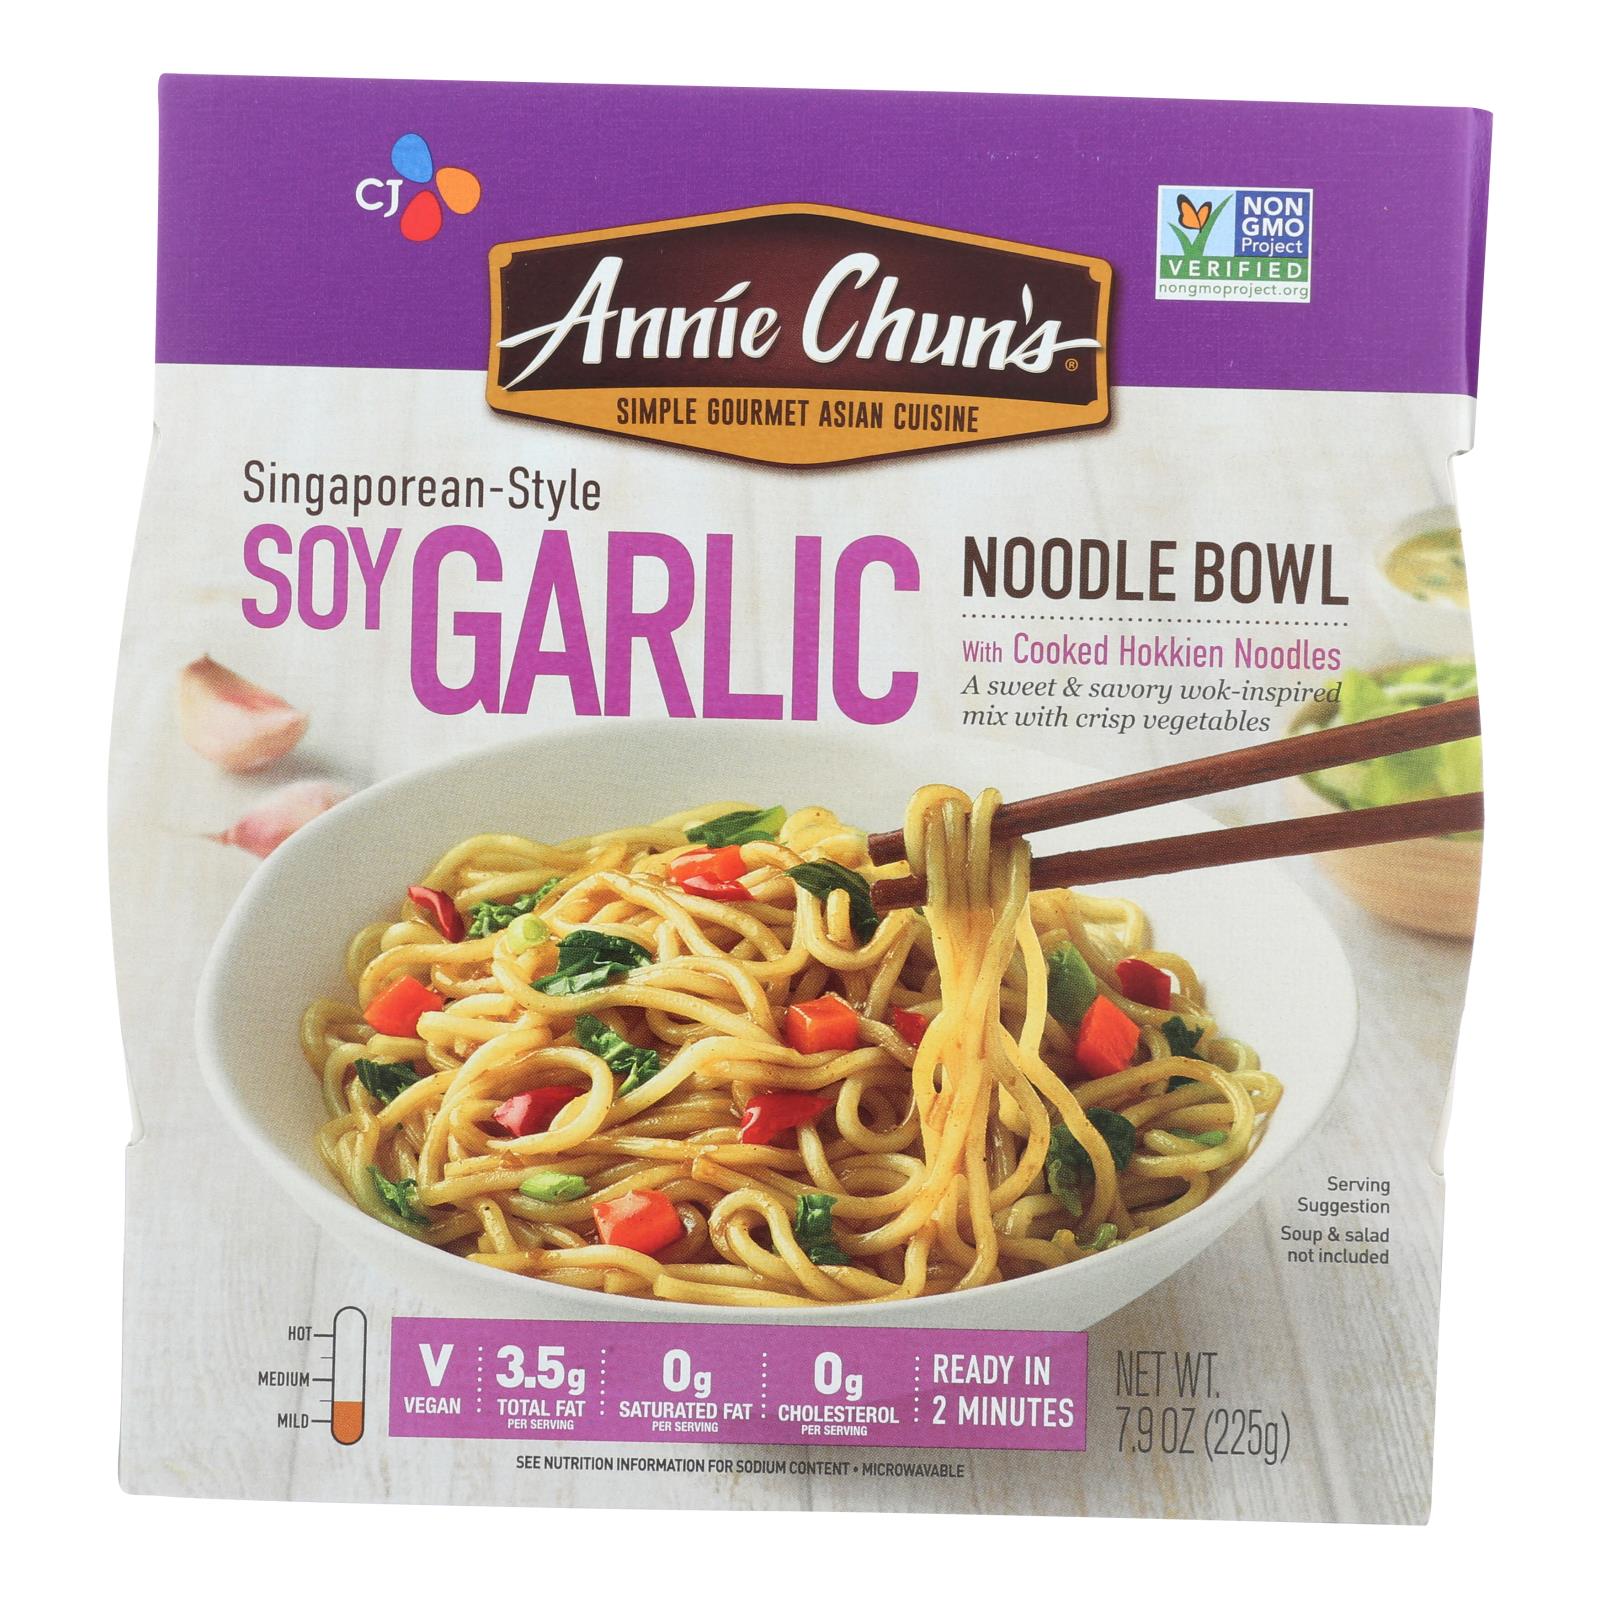 CJ
NON
GMO
Project
VERIFIED
nongmoproject.org
Annie Chun's®
SIMPLE GOURMET ASIAN CUISINE
Singaporean-Style
SOY GARLIC
NOODLE BOWL
With Cooked Hokkien Noodles
A sweet & savory wok-inspired
mix with crisp vegetables
Serving
Suggestion
Soup & salad
not included
HOT
MEDIUM
MILD
V
VEGAN
3.5g
TOTAL FAT
PER SERVING
0g
SATURATED FAT
PER SERVING
0g
CHOLESTEROL
PER SERVING
READY IN
2 MINUTES
NET WT.
7.9 OZ (225g)
SEE NUTRITION INFORMATION FOR SODIUM CONTENT • MICROWAVABLE